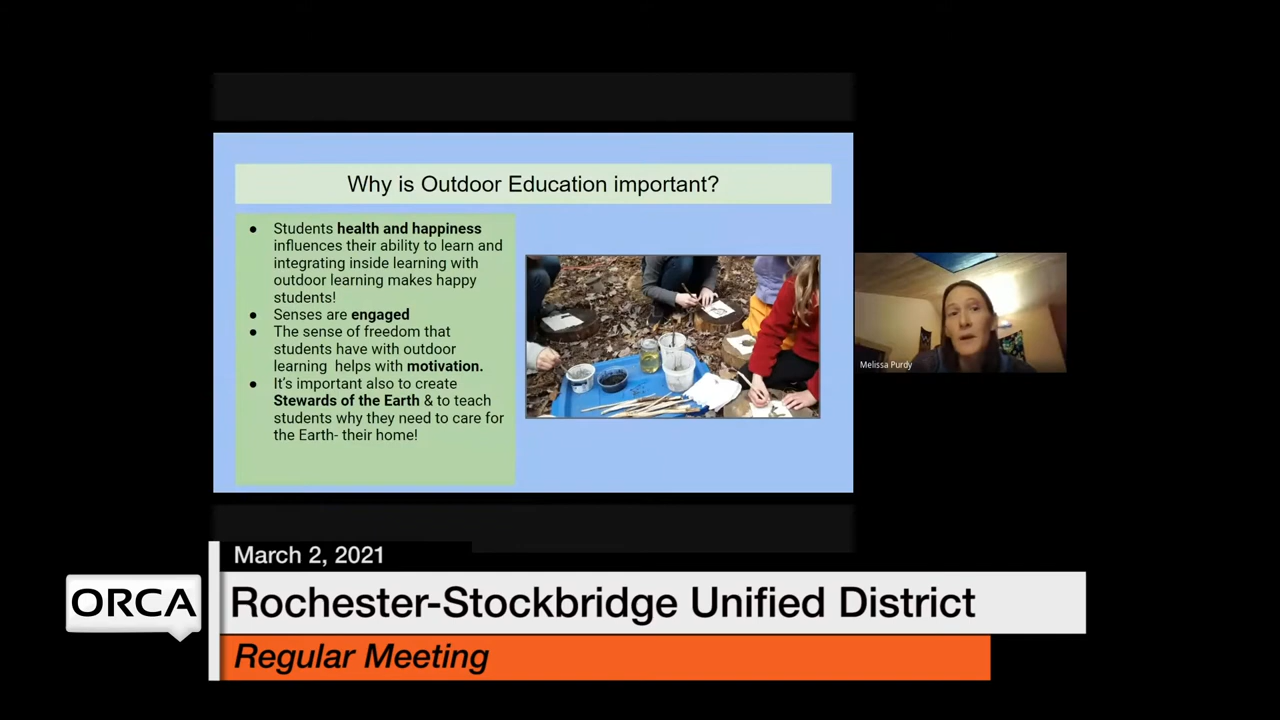 Why is Outdoor Education important?
● Students health and happiness
influences their ability to learn and
integrating inside learning with
outdoor learning makes happy
students!
● Senses are engaged
● The sense of freedom that
students have with outdoor
learning helps with motivation.
● It's important also to create
Stewards of the Earth & to teach
students why they need to care for
the Earth- their home!
Melissa Purdy
March 2, 2021
ORCA
Rochester-Stockbridge Unified District
Regular Meeting